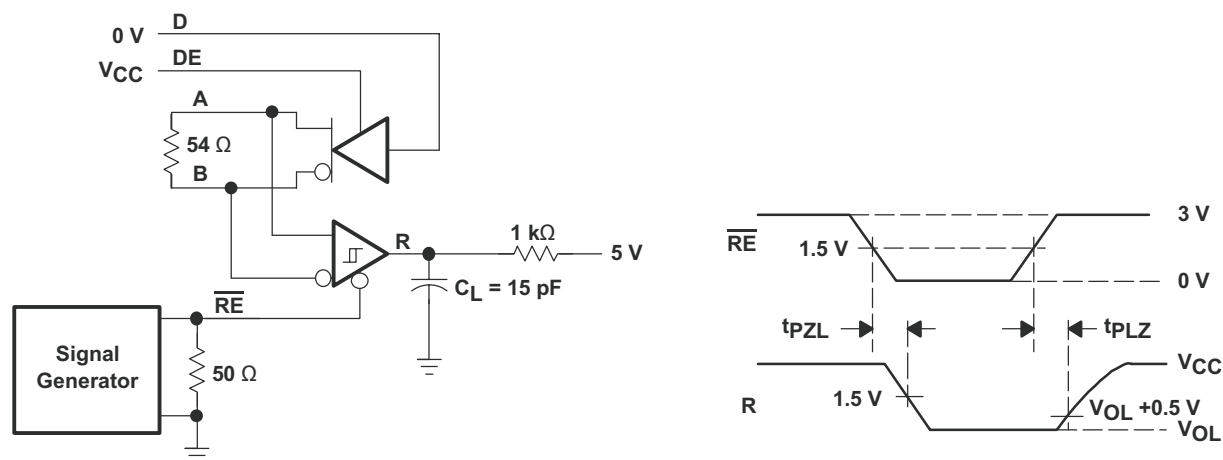 0 V D
VCC DE
A
54 Ω
B
R 1 kΩ 5 V
CL = 15 pF
RE
Signal
Generator
50 Ω
3 V
RE
1.5 V
0 V
tPZL tPLZ
VCC
1.5 V
R
VOL +0.5 V
VOL